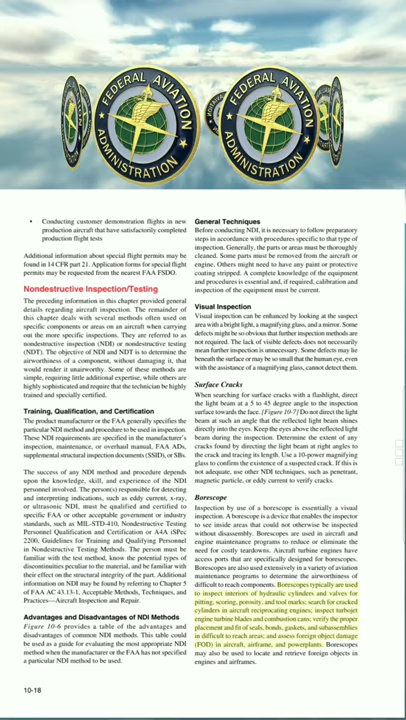 FEDERAL AVIATION
ADMINISTRATION
FEDERAL AVIATION
ADMINISTRATION
• Conducting customer demonstration flights in new
production aircraft that have satisfactorily completed
production flight tests
Additional information about special flight permits may be
found in 14 CFR part 21. Application forms for special flight
permits may be requested from the nearest FAA FSDO.
Nondestructive Inspection/Testing
The preceding information in this chapter provided general
details regarding aircraft inspection. The remainder of
this chapter deals with several methods often used on
specific components or areas on an aircraft when carrying
out the more specific inspections. They are referred to as
nondestructive inspection (NDI) or nondestructive testing
(NDT). The objective of NDI and NDT is to determine the
airworthiness of a component, without damaging it, that
would render it unairworthy. Some of these methods are
simple, requiring little additional expertise, while others are
highly sophisticated and require that the technician be highly
trained and specially certified.
Training, Qualification, and Certification
The product manufacturer or the FAA generally specifies the
particular NDI method and procedure to be used in inspection.
These NDI requirements are specified in the manufacturer's
inspection, maintenance, or overhaul manual, FAA ADs,
supplemental structural inspection documents (SSID), or SBs.
The success of any NDI method and procedure depends
upon the knowledge, skill, and experience of the NDI
personnel involved. The person(s) responsible for detecting
and interpreting indications, such as eddy current, x-ray,
or ultrasonic NDI, must be qualified and certified to
specific FAA or other acceptable government or industry
standards, such as MIL-STD-410, Nondestructive Testing
Personnel Qualification and Certification or A4A iSpec
2200, Guidelines for Training and Qualifying Personnel
in Nondestructive Testing Methods. The person must be
familiar with the test method, know the potential types of
discontinuities peculiar to the material, and be familiar with
their effect on the structural integrity of the part. Additional
information on NDI may be found by referring to Chapter 5
of FAA AC 43.13-1, Acceptable Methods, Techniques, and
Practices—Aircraft Inspection and Repair.
Advantages and Disadvantages of NDI Methods
Figure 10-6 provides a table of the advantages and
disadvantages of common NDI methods. This table could
be used as a guide for evaluating the most appropriate NDI
method when the manufacturer or the FAA has not specified
a particular NDI method to be used.
General Techniques
Before conducting NDI, it is necessary to follow preparatory
steps in accordance with procedures specific to that type of
inspection. Generally, the parts or areas must be thoroughly
cleaned. Some parts must be removed from the aircraft or
engine. Others might need to have any paint or protective
coating stripped. A complete knowledge of the equipment
and procedures is essential and, if required, calibration and
inspection of the equipment must be current.
Visual Inspection
Visual inspection can be enhanced by looking at the suspect
area with a bright light, a magnifying glass, and a mirror. Some
defects might be so obvious that further inspection methods are
not required. The lack of visible defects does not necessarily
mean further inspection is unnecessary. Some defects may lie
beneath the surface or may be so small that the human eye, even
with the assistance of a magnifying glass, cannot detect them.
Surface Cracks
When searching for surface cracks with a flashlight, direct
the light beam at a 5 to 45 degree angle to the inspection
surface towards the face. [Figure 10-7] Do not direct the light
beam at such an angle that the reflected light beam shines
directly into the eyes. Keep the eyes above the reflected light
beam during the inspection. Determine the extent of any
cracks found by directing the light beam at right angles to
the crack and tracing its length. Use a 10-power magnifying
glass to confirm the existence of a suspected crack. If this is
not adequate, use other NDI techniques, such as penetrant,
magnetic particle, or eddy current to verify cracks.
Borescope
Inspection by use of a borescope is essentially a visual
inspection. A borescope is a device that enables the inspector
to see inside areas that could not otherwise be inspected
without disassembly. Borescopes are used in aircraft and
engine maintenance programs to reduce or eliminate the
need for costly teardowns. Aircraft turbine engines have
access ports that are specifically designed for borescopes.
Borescopes are also used extensively in a variety of aviation
maintenance programs to determine the airworthiness of
difficult to reach components. Borescopes typically are used
to inspect interiors of hydraulic cylinders and valves for
pitting, scoring, porosity, and tool marks; search for cracked
cylinders in aircraft reciprocating engines; inspect turbojet
engine turbine blades and combustion cans; verify the proper
placement and fit of seals, bonds, gaskets, and subassemblies
in difficult to reach areas; and assess foreign object damage
(FOD) in aircraft, airframe, and powerplants. Borescopes
may also be used to locate and retrieve foreign objects in
engines and airframes.
10-18